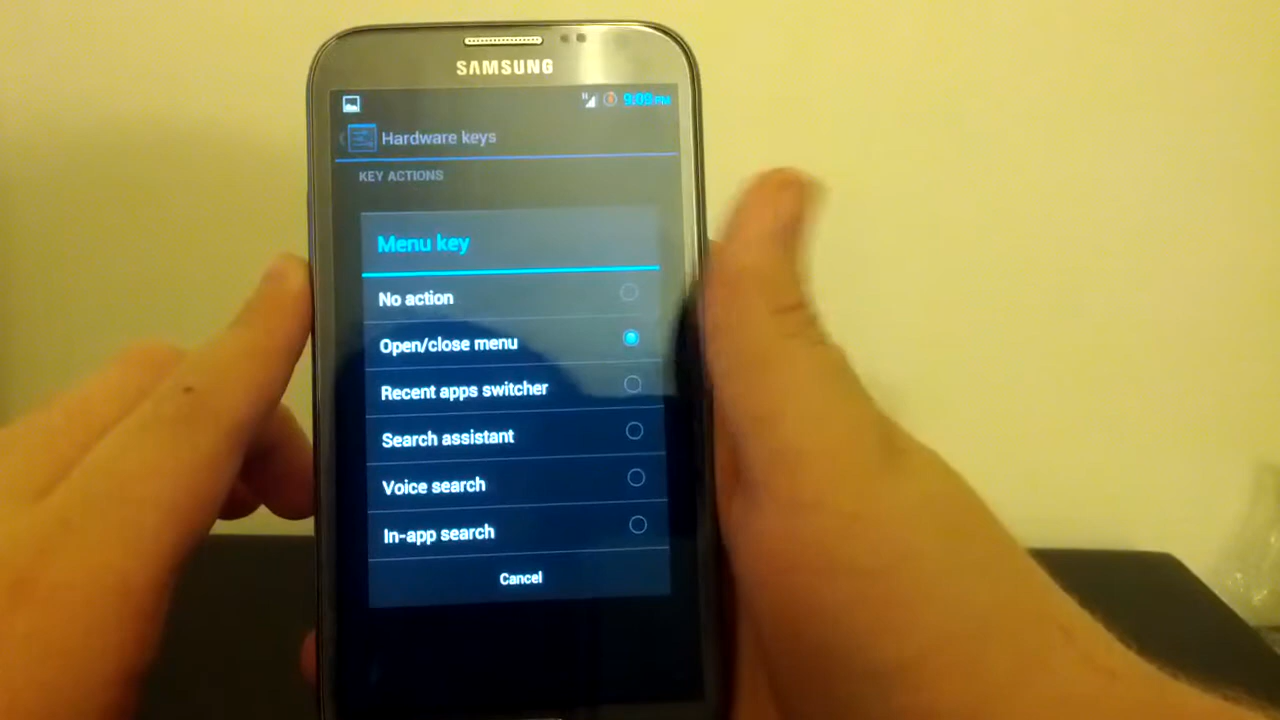 SAMSUNG
H 9:09 PM
Hardware keys
KEY ACTIONS
Menu key
No action
Open/close menu
Recent apps switcher
Search assistant
Voice search
In-app search
Cancel